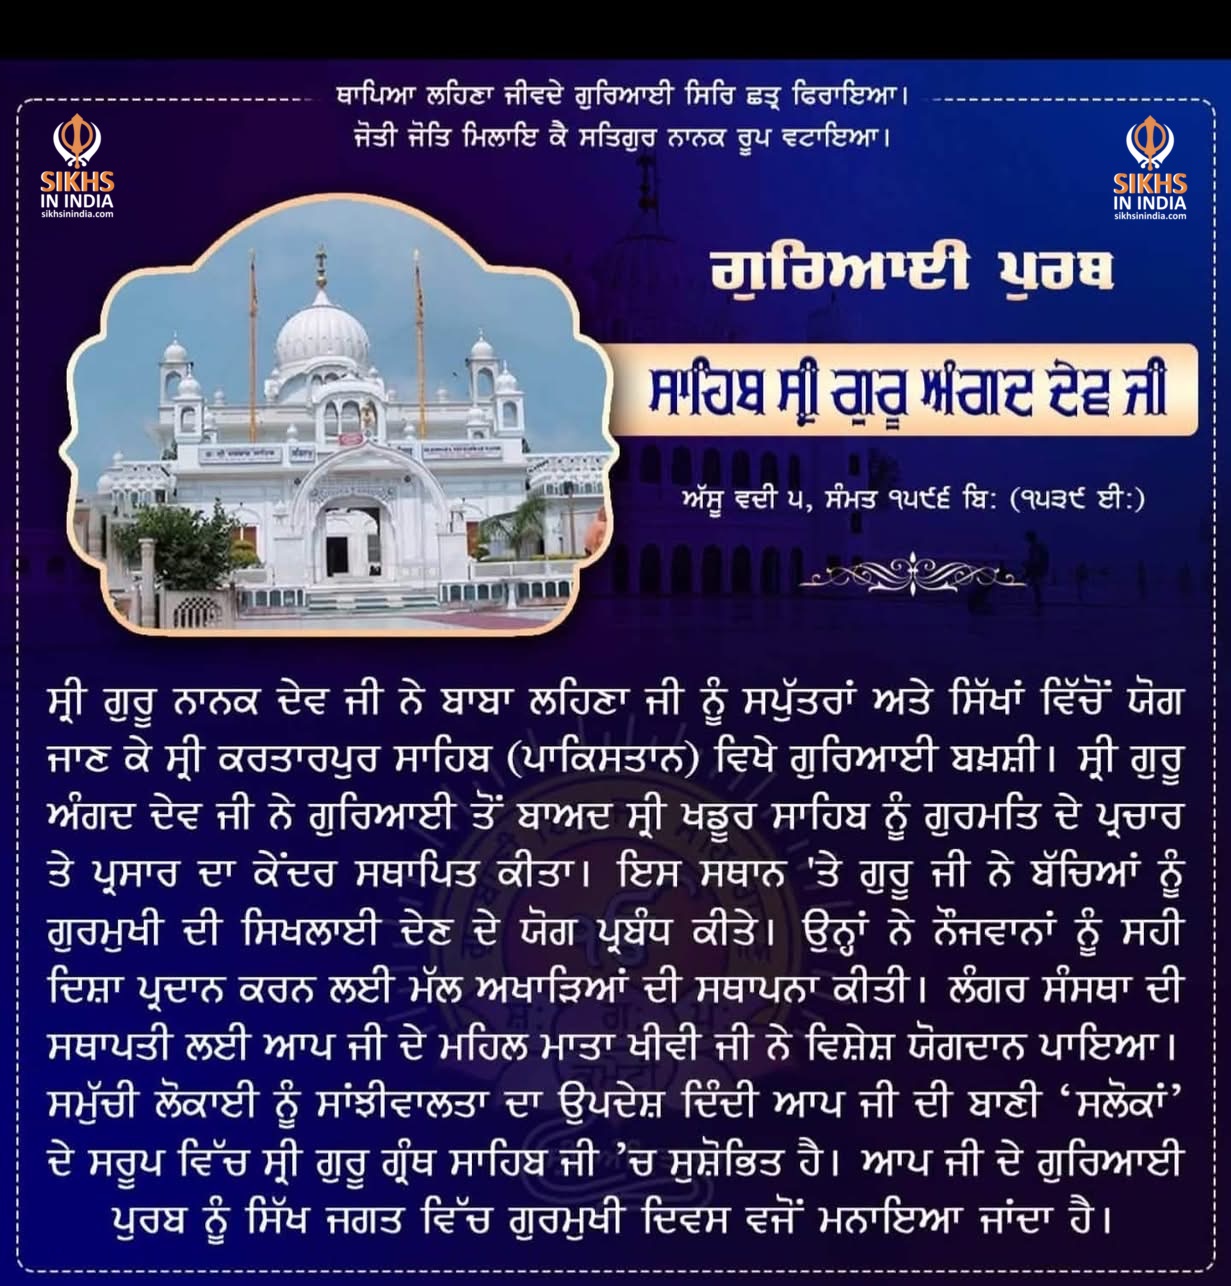 ਥਾਪਿਆ ਲਹਿਣਾ ਜੀਵਦੇ ਗੁਰਿਆਈ ਸਿਰਿ ਛਤ੍ਰ ਫਿਰਾਇਆ।
ਜੋਤੀ ਜੋਤਿ ਮਿਲਾਇ ਕੈ ਸਤਿਗੁਰ ਨਾਨਕ ਰੂਪ ਵਟਾਇਆ।
SIKHS
IN INDIA
sikhsinindia.com
SIKHS
IN INDIA
sikhsinindia.com
ਗੁਰਿਆਈ ਪੁਰਬ
ਸਾਹਿਬ ਸ੍ਰੀ ਗੁਰੂ ਅੰਗਦ ਦੇਵ ਜੀ
ਅੱਸੂ ਵਦੀ ੫, ਸੰਮਤ ੧੫੯੬ ਬਿ: (੧੫੩੯ ਈ:)
ਸ੍ਰੀ ਗੁਰੂ ਨਾਨਕ ਦੇਵ ਜੀ ਨੇ ਬਾਬਾ ਲਹਿਣਾ ਜੀ ਨੂੰ ਸਪੁੱਤਰਾਂ ਅਤੇ ਸਿੱਖਾਂ ਵਿੱਚੋਂ ਯੋਗ
ਜਾਣ ਕੇ ਸ੍ਰੀ ਕਰਤਾਰਪੁਰ ਸਾਹਿਬ (ਪਾਕਿਸਤਾਨ) ਵਿਖੇ ਗੁਰਿਆਈ ਬਖ਼ਸ਼ੀ। ਸ੍ਰੀ ਗੁਰੂ
ਅੰਗਦ ਦੇਵ ਜੀ ਨੇ ਗੁਰਿਆਈ ਤੋਂ ਬਾਅਦ ਸ੍ਰੀ ਖਡੂਰ ਸਾਹਿਬ ਨੂੰ ਗੁਰਮਤਿ ਦੇ ਪ੍ਰਚਾਰ
ਤੇ ਪ੍ਰਸਾਰ ਦਾ ਕੇਂਦਰ ਸਥਾਪਿਤ ਕੀਤਾ। ਇਸ ਸਥਾਨ 'ਤੇ ਗੁਰੂ ਜੀ ਨੇ ਬੱਚਿਆਂ ਨੂੰ
ਗੁਰਮੁਖੀ ਦੀ ਸਿਖਲਾਈ ਦੇਣ ਦੇ ਯੋਗ ਪ੍ਰਬੰਧ ਕੀਤੇ। ਉਨ੍ਹਾਂ ਨੇ ਨੌਜਵਾਨਾਂ ਨੂੰ ਸਹੀ
ਦਿਸ਼ਾ ਪ੍ਰਦਾਨ ਕਰਨ ਲਈ ਮੱਲ ਅਖਾੜਿਆਂ ਦੀ ਸਥਾਪਨਾ ਕੀਤੀ। ਲੰਗਰ ਸੰਸਥਾ ਦੀ
ਸਥਾਪਤੀ ਲਈ ਆਪ ਜੀ ਦੇ ਮਹਿਲ ਮਾਤਾ ਖੀਵੀ ਜੀ ਨੇ ਵਿਸ਼ੇਸ਼ ਯੋਗਦਾਨ ਪਾਇਆ।
ਸਮੁੱਚੀ ਲੋਕਾਈ ਨੂੰ ਸਾਂਝੀਵਾਲਤਾ ਦਾ ਉਪਦੇਸ਼ ਦਿੰਦੀ ਆਪ ਜੀ ਦੀ ਬਾਣੀ ‘ਸਲੋਕਾਂ’
ਦੇ ਸਰੂਪ ਵਿੱਚ ਸ੍ਰੀ ਗੁਰੂ ਗ੍ਰੰਥ ਸਾਹਿਬ ਜੀ ’ਚ ਸੁਸ਼ੋਭਿਤ ਹੈ। ਆਪ ਜੀ ਦੇ ਗੁਰਿਆਈ
ਪੁਰਬ ਨੂੰ ਸਿੱਖ ਜਗਤ ਵਿੱਚ ਗੁਰਮੁਖੀ ਦਿਵਸ ਵਜੋਂ ਮਨਾਇਆ ਜਾਂਦਾ ਹੈ।